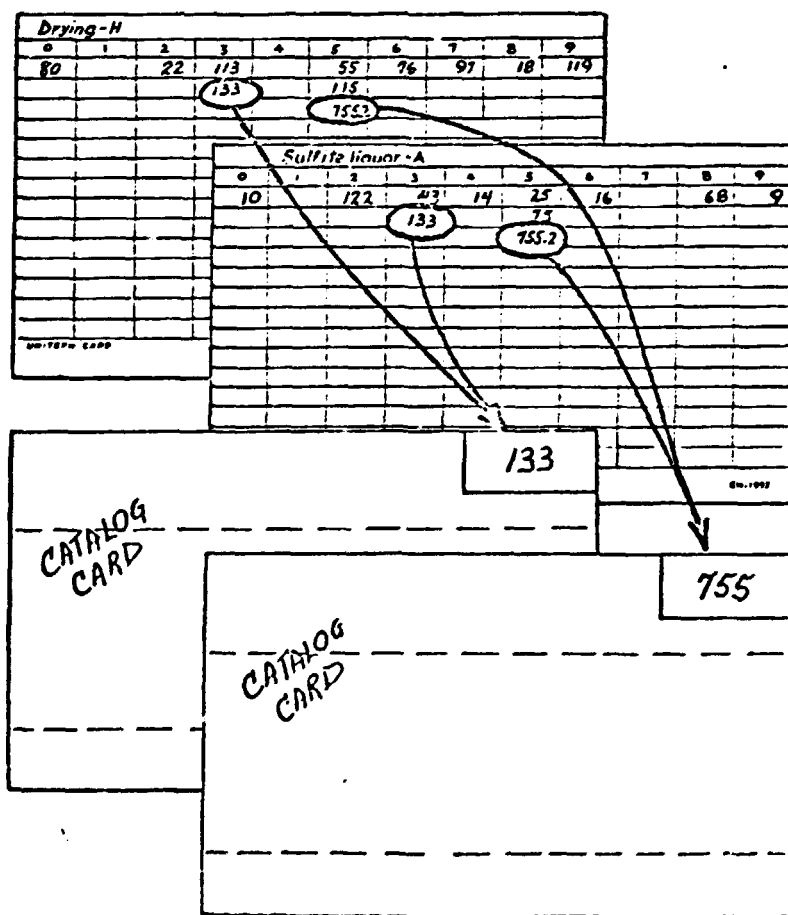 Drying-H
0 1 2 3 4 5 6 7 8 9
80 22 113 55 76 97 18 119
133 115
755.2
Sulfite liquor-A
0 1 2 3 4 5 6 7 8 9
10 122 43 14 25 16 68 9
133 75
755.2
UNITERM CARD
133
CATALOG
CARD
755
CATALOG
CARD